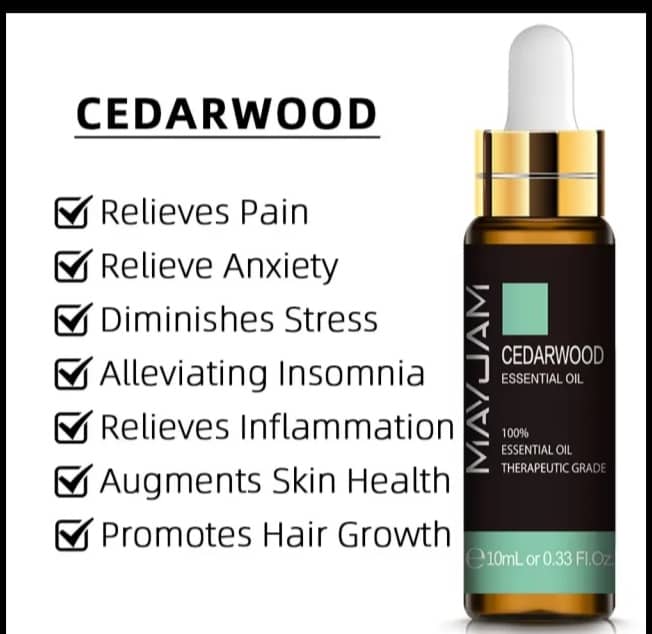 CEDARWOOD
Relieves Pain
Relieve Anxiety
Diminishes Stress
Alleviating Insomnia
Relieves Inflammation
Augments Skin Health
Promotes Hair Growth
MAYJAM
CEDARWOOD
ESSENTIAL OIL
100%
ESSENTIAL OIL
THERAPEUTIC GRADE
℮10mL or 0.33 Fl.Oz.